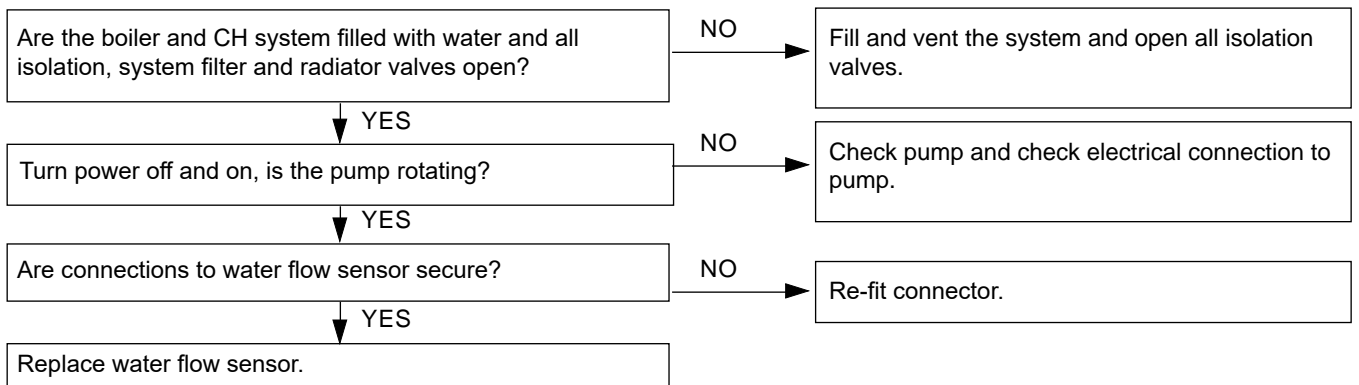 Are the boiler and CH system filled with water and all
isolation, system filter and radiator valves open?
NO
Fill and vent the system and open all isolation
valves.
YES
Turn power off and on, is the pump rotating?
NO
Check pump and check electrical connection to
pump.
YES
Are connections to water flow sensor secure?
NO
Re-fit connector.
YES
Replace water flow sensor.